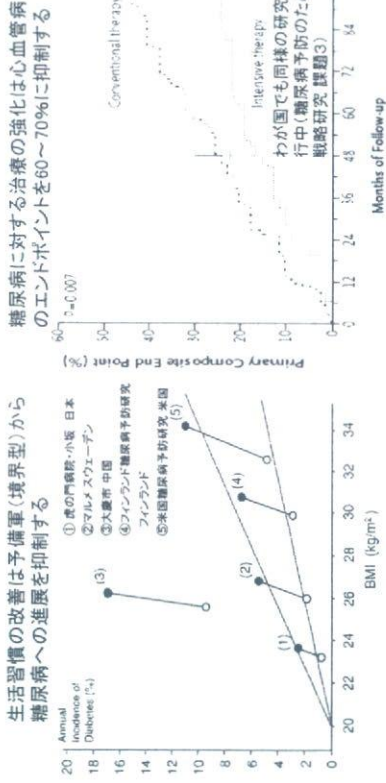 生活習慣の改善は予備軍(境界型)から
糖尿病への進展を抑制する
Annual
Incidence of
Diabetes (%)
① 虎の門病院・小坂 日本
②マルメ スウェーデン
③大慶市 中国
④フィンランド糖尿病予防研究
フィンランド
⑤米国糖尿病予防研究 米国
20
18
16
14
12
10
8
6
4
2
0
(3)
(5)
(4)
(2)
(1)
20 22 24 26 28 30 32 34
BMI (kg/m²)
糖尿病に対する治療の強化は心血管病
のエンドポイントを60~70%に抑制する
Primary Composite End Point (%)
60
50
40
30
20
10
0
p=0.007
Conventional therapy
Intensive therapy
わが国でも同様の研究
行中(糖尿病予防のた
戦略研究 課題3)
0 12 24 36 48 60 72 84
Months of Follow-up